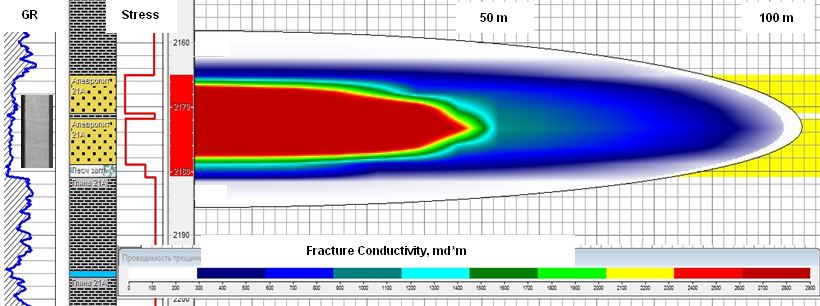 GR
Stress
50 m
100 m
2160
Алевролит
21А
2170
Алевролит
21А
2180
Глина 21А
2190
Fracture Conductivity, md*m
Проводимость трещины
Глина 21А
2200
0 100 200 300 400 500 600 700 800 900 1000 1100 1200 1300 1400 1500 1600 1700 1800 1900 2000 2100 2200 2300 2400 2500 2600 2700 2800 2900